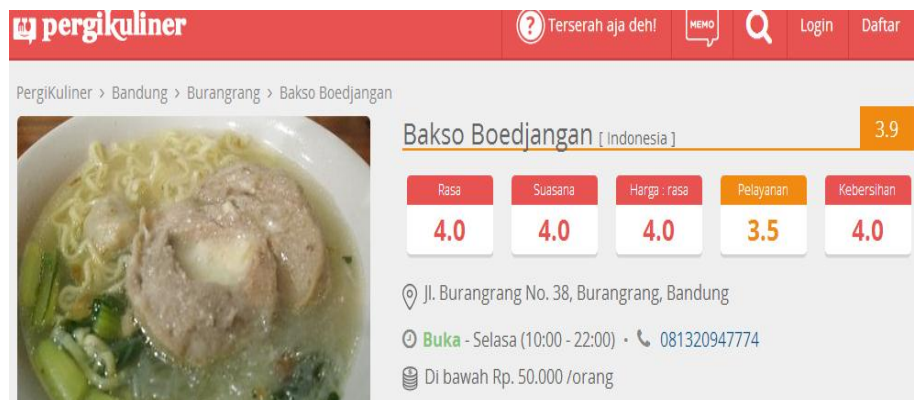 pergikuliner
? Terserah aja deh! MEMO Login Daftar
PergiKuliner > Bandung > Burangrang > Bakso Boedjangan
Bakso Boedjangan [ Indonesia ] 3.9
Rasa Suasana Harga : rasa Pelayanan Kebersihan
4.0 4.0 4.0 3.5 4.0
Jl. Burangrang No. 38, Burangrang, Bandung
Buka - Selasa (10:00 - 22:00) • 081320947774
Di bawah Rp. 50.000 /orang